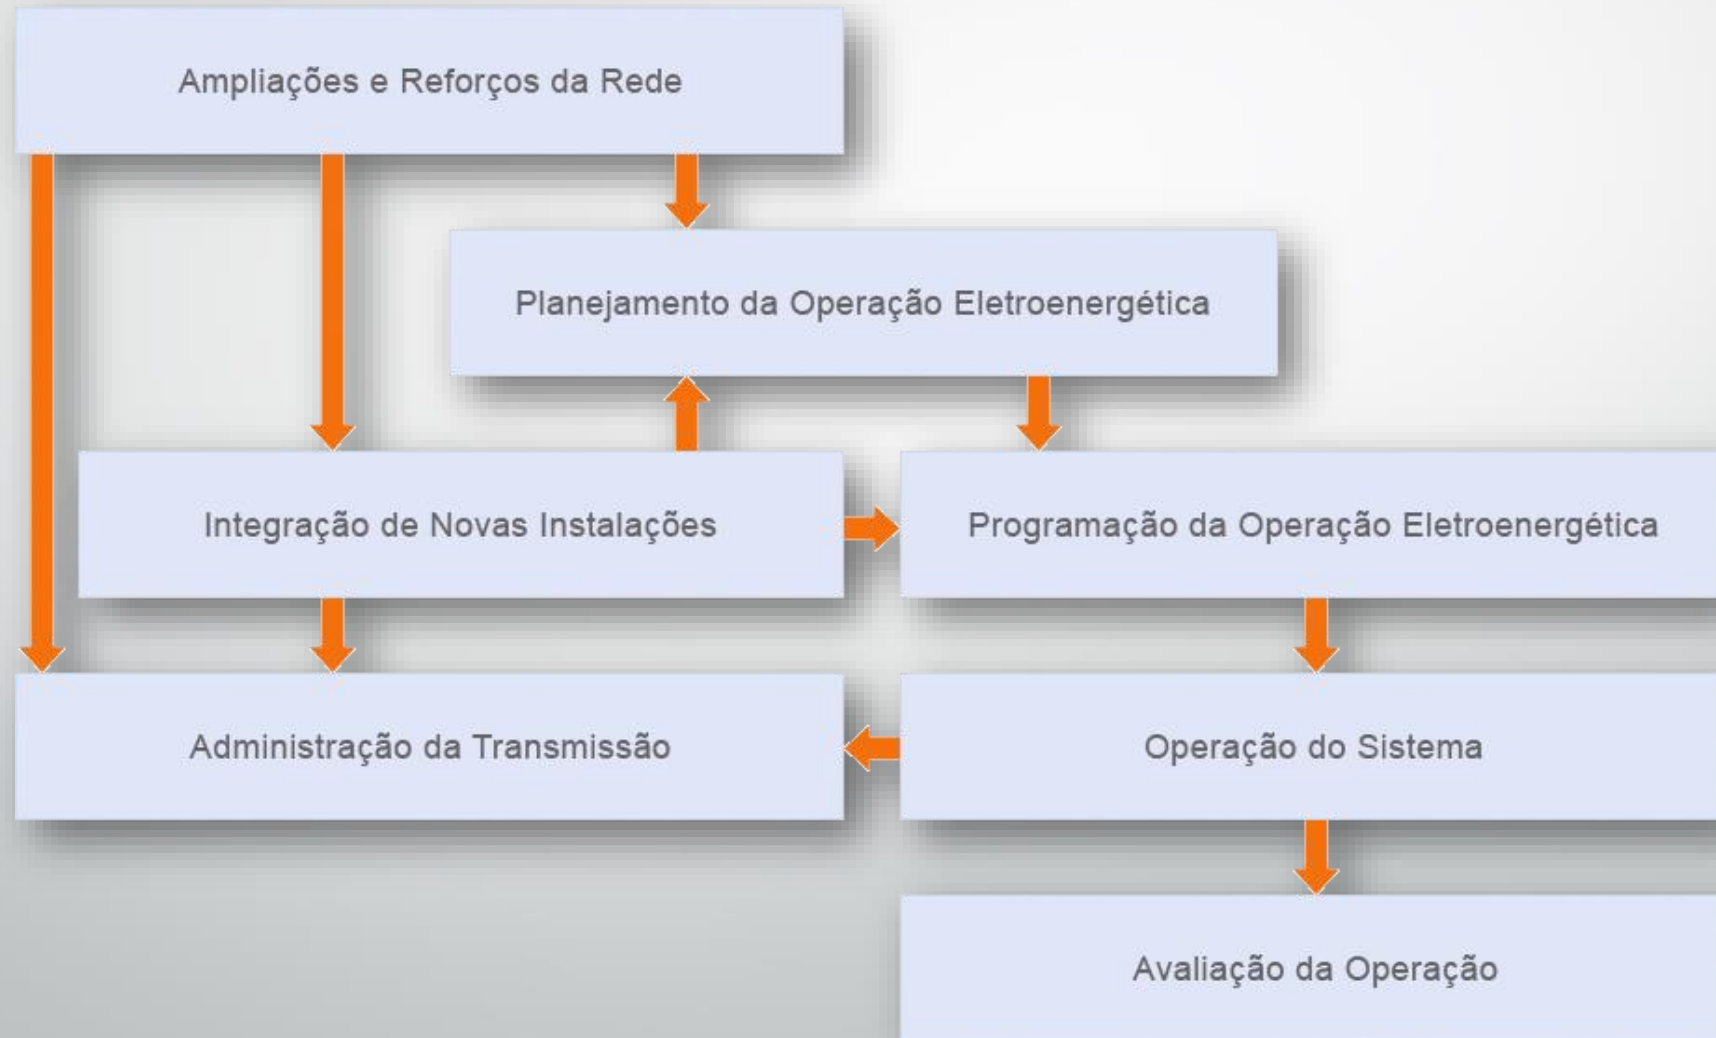 Ampliações e Reforços da Rede
Planejamento da Operação Eletroenergética
Integração de Novas Instalações
Programação da Operação Eletroenergética
Administração da Transmissão
Operação do Sistema
Avaliação da Operação